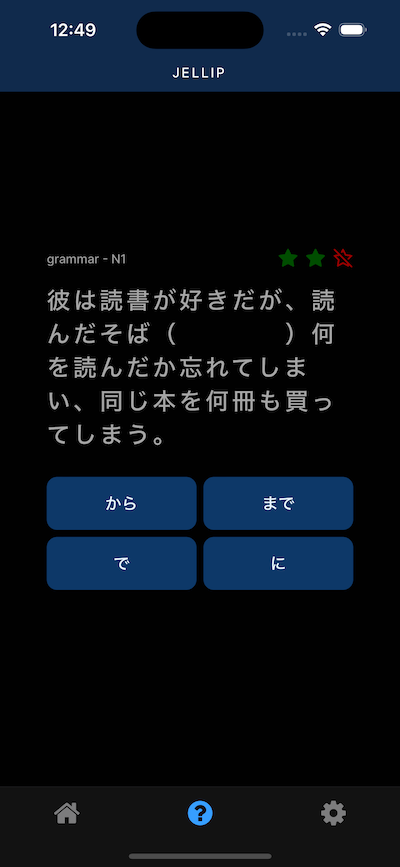 12:49
JELLIP
grammar - N1
彼は読書が好きだが、読
んだそば（　　　　　）何
を読んだか忘れてしま
い、同じ本を何冊も買っ
てしまう。
から
まで
で
に